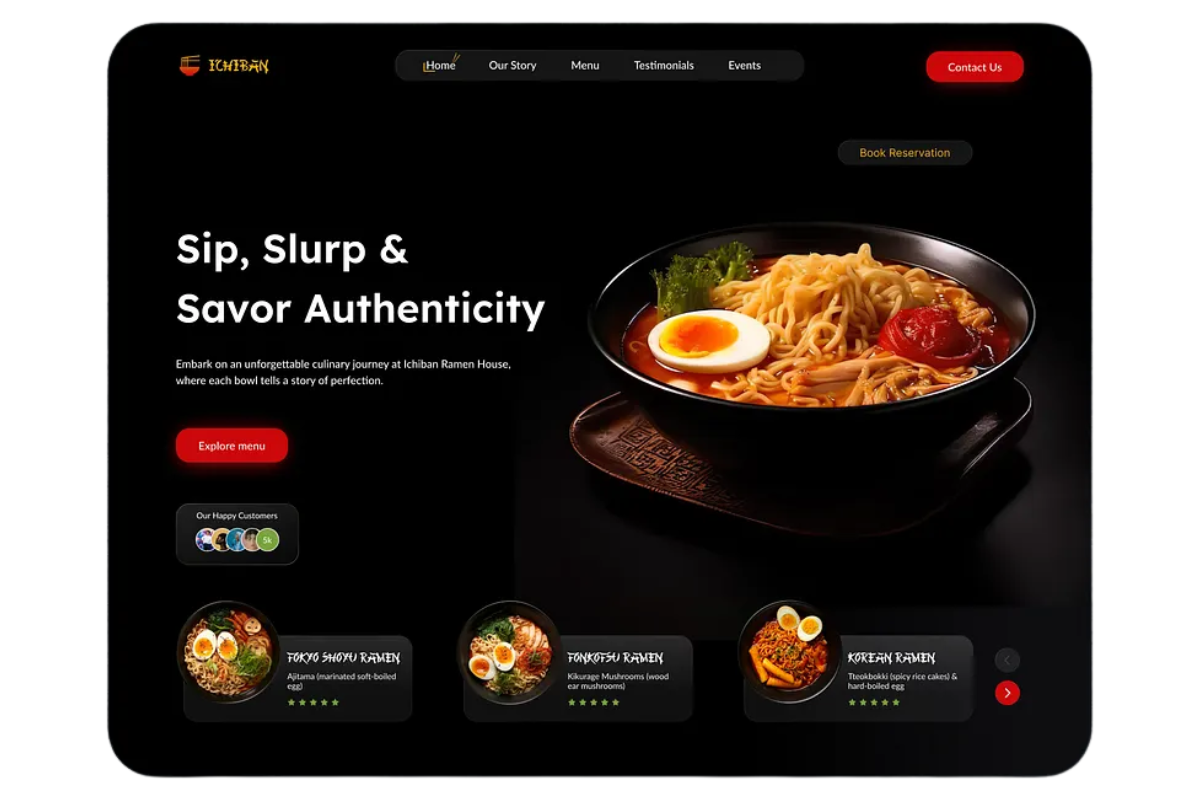 ICHIBAN
Home
Our Story
Menu
Testimonials
Events
Contact Us
Book Reservation
Sip, Slurp &
Savor Authenticity
Embark on an unforgettable culinary journey at Ichiban Ramen House,
where each bowl tells a story of perfection.
Explore menu
Our Happy Customers
5k
TOKYO SHOYU RAMEN
Ajitama (marinated soft-boiled
egg)
TONKOTSU RAMEN
Kikurage Mushrooms (wood
ear mushrooms)
KOREAN RAMEN
Tteokbokki (spicy rice cakes) &
hard-boiled egg